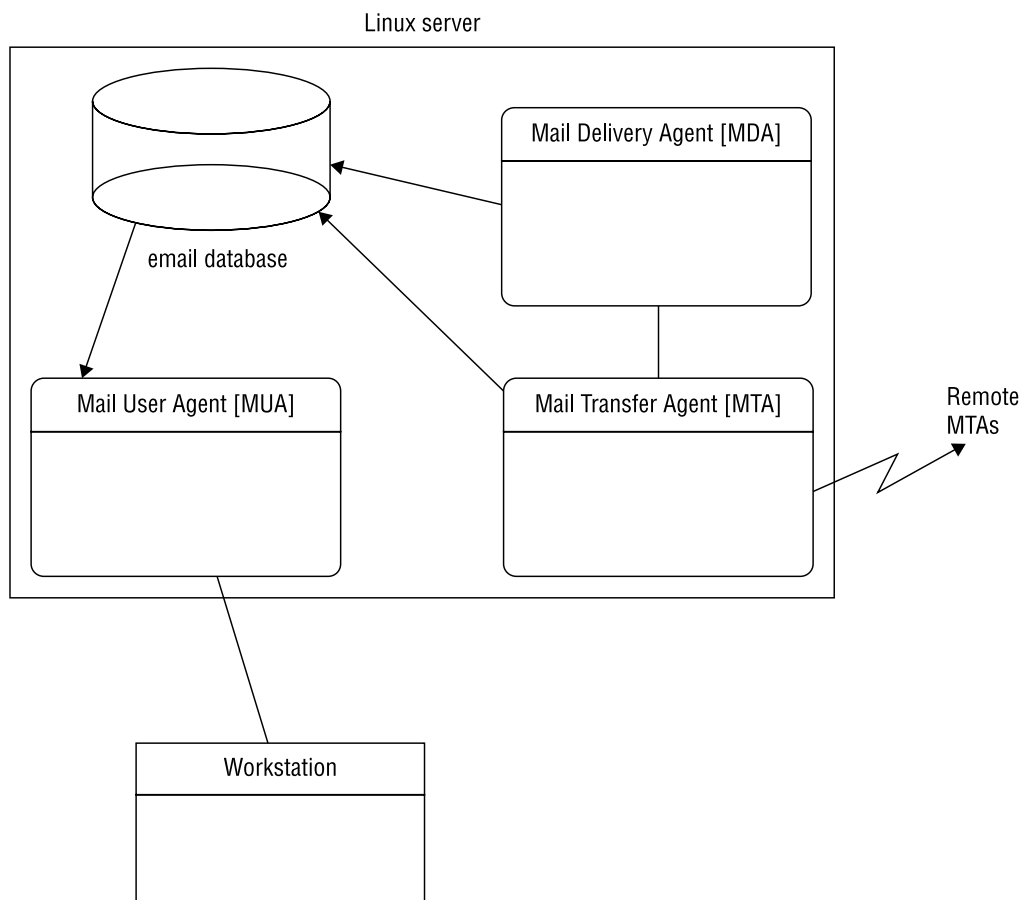 Linux server
Mail Delivery Agent [MDA]
email database
Mail User Agent [MUA]
Mail Transfer Agent [MTA]
Remote
MTAs
Workstation